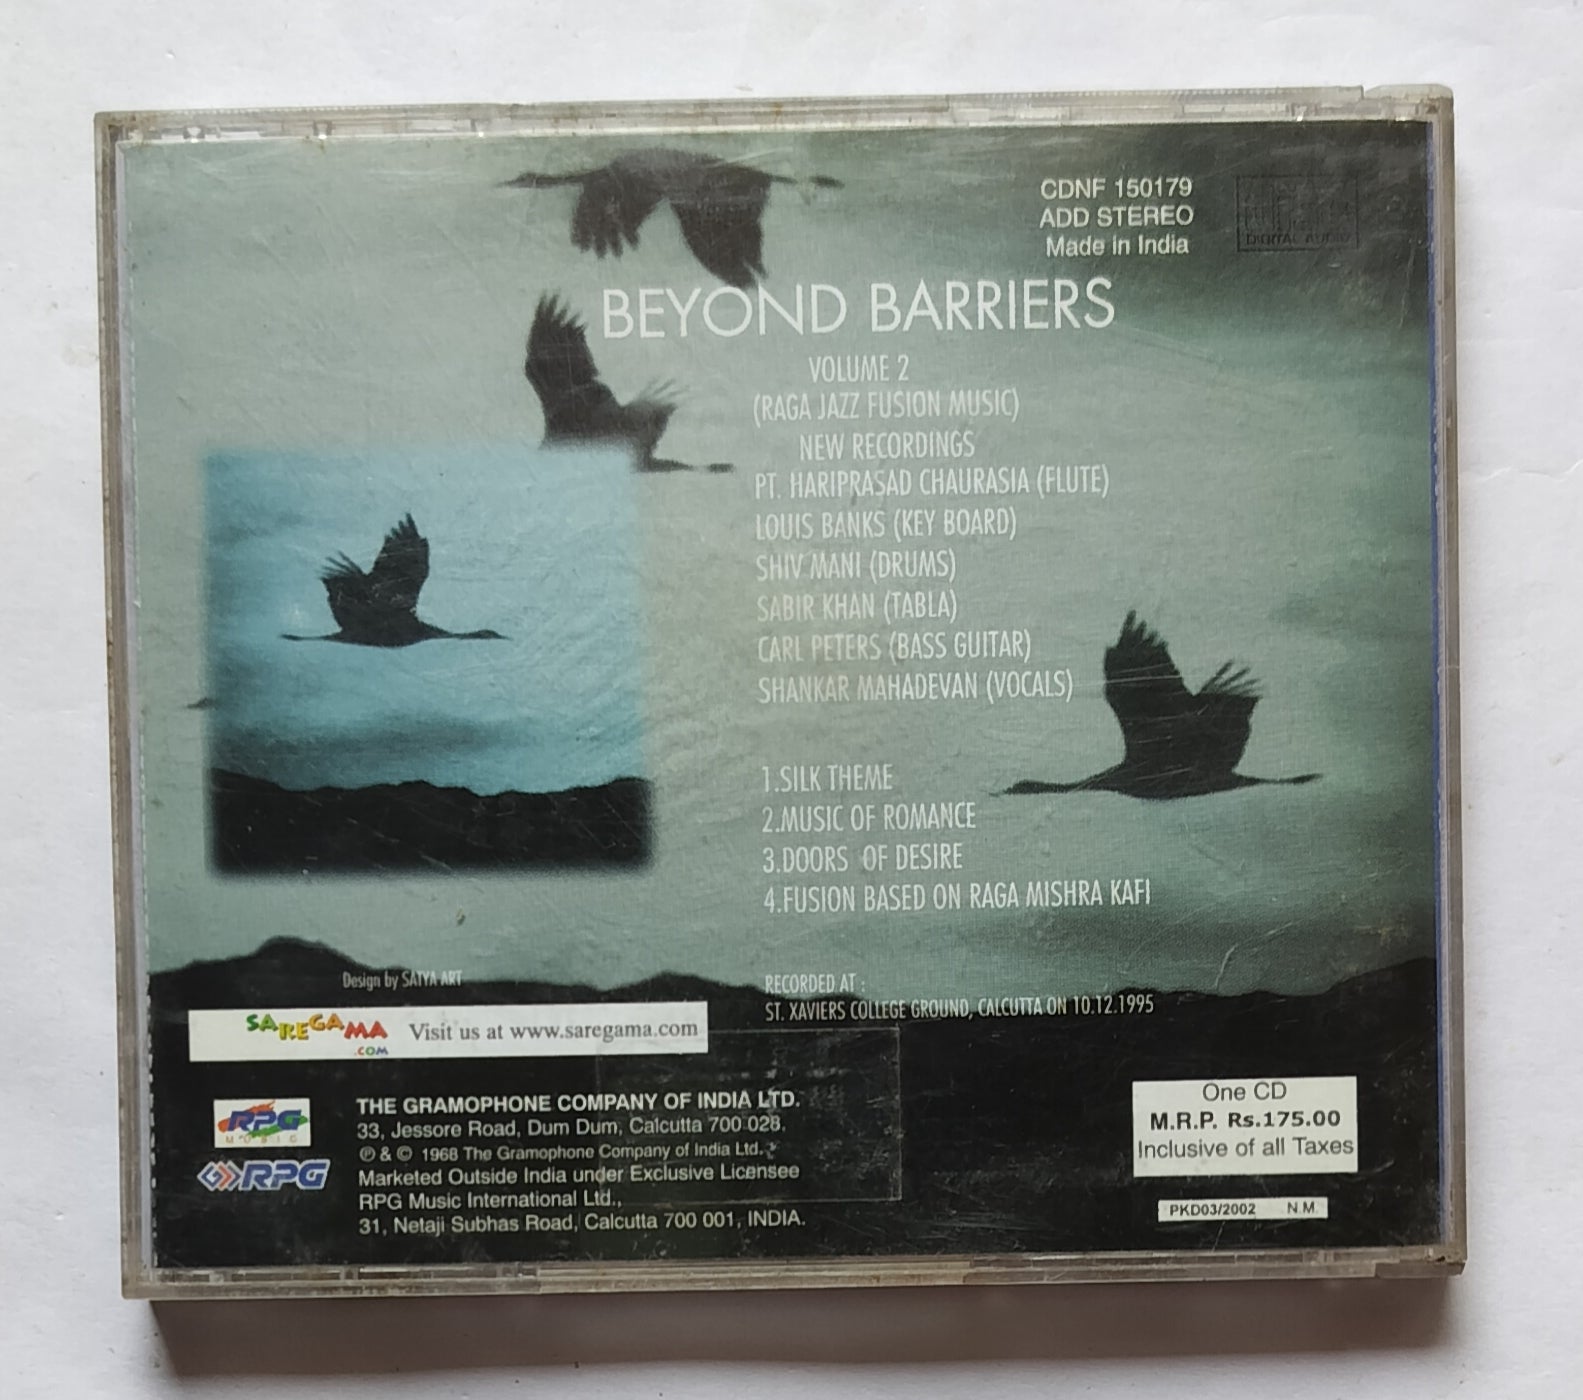 CDNF 150179
ADD STEREO
Made in India
DIGITAL AUDIO
BEYOND BARRIERS
VOLUME 2
(RAGA JAZZ FUSION MUSIC)
NEW RECORDINGS
PT. HARIPRASAD CHAURASIA (FLUTE)
LOUIS BANKS (KEY BOARD)
SHIV MANI (DRUMS)
SABIR KHAN (TABLA)
CARL PETERS (BASS GUITAR)
SHANKAR MAHADEVAN (VOCALS)
1.SILK THEME
2.MUSIC OF ROMANCE
3.DOORS OF DESIRE
4.FUSION BASED ON RAGA MISHRA KAFI
Design by SATYA ART
RECORDED AT :
ST. XAVIERS COLLEGE GROUND, CALCUTTA ON 10.12.1995
SAREGAMA
.COM
Visit us at www.saregama.com
RPG
MUSIC
RPG
THE GRAMOPHONE COMPANY OF INDIA LTD.
33, Jessore Road, Dum Dum, Calcutta 700 028.
℗ & © 1968 The Gramophone Company of India Ltd.
Marketed Outside India under Exclusive Licensee
RPG Music International Ltd.,
31, Netaji Subhas Road, Calcutta 700 001, INDIA.
One CD
M.R.P. Rs.175.00
Inclusive of all Taxes
PKD03/2002 N.M.